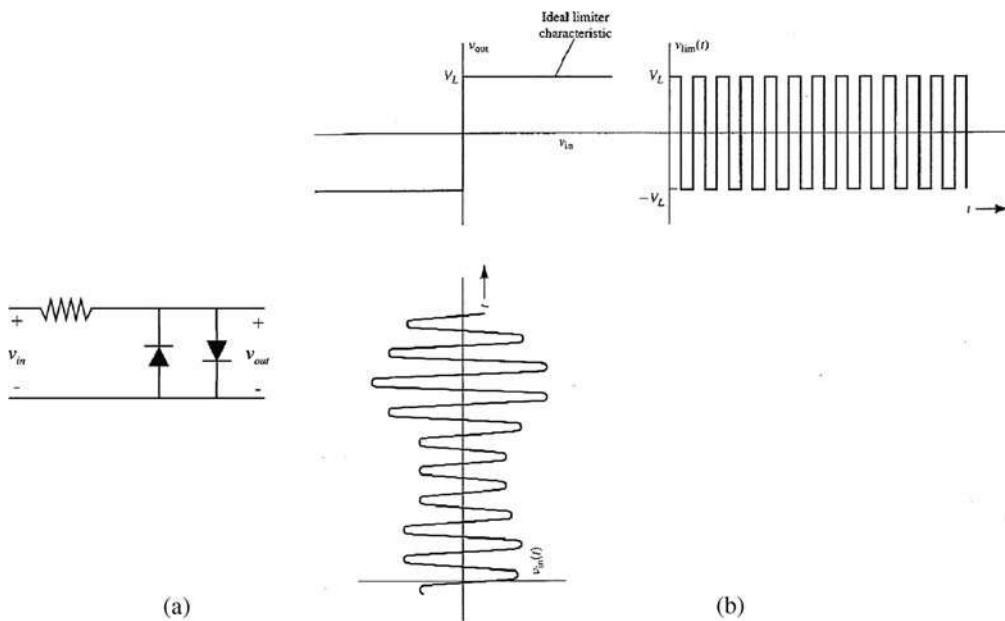 Ideal limiter
characteristic
v_out
V_L
v_in
v_lim(t)
V_L
−V_L
t
+
v_in
-
+
v_out
-
t
v_in(t)
(a)
(b)